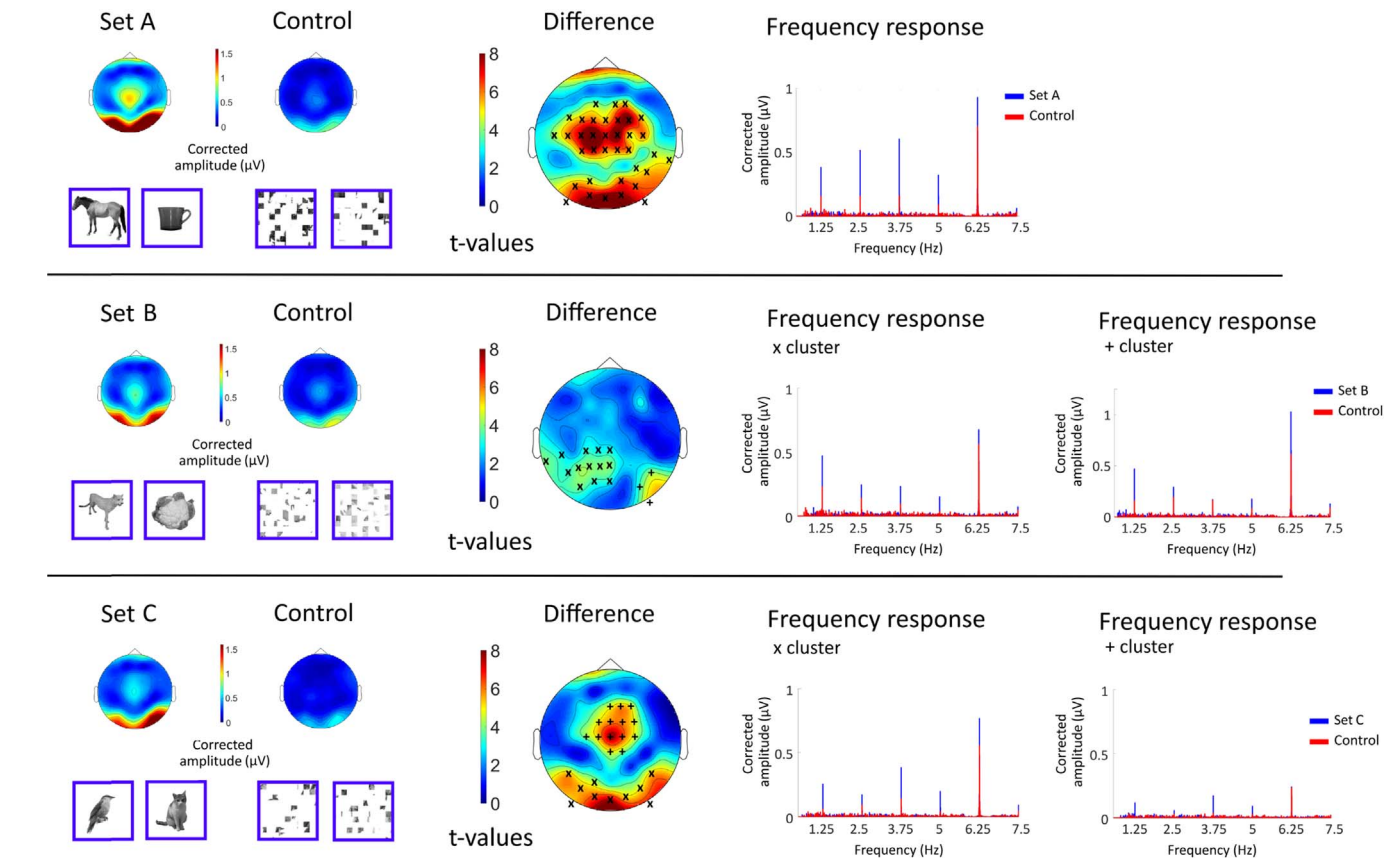 Set A
Control
Difference
Frequency response
1.5
1
0.5
0
Corrected
amplitude (µV)
8
6
4
2
0
t-values
Corrected
amplitude (µV)
1
0.5
0
1.25 2.5 3.75 5 6.25 7.5
Frequency (Hz)
Set A
Control
Set B
Control
Difference
Frequency response
x cluster
Frequency response
+ cluster
1.5
1
0.5
0
Corrected
amplitude (µV)
8
6
4
2
0
t-values
Corrected
amplitude (µV)
1
0.5
0
1.25 2.5 3.75 5 6.25 7.5
Frequency (Hz)
Corrected
amplitude (µV)
1
0.5
0
1.25 2.5 3.75 5 6.25 7.5
Frequency (Hz)
Set B
Control
Set C
Control
Difference
Frequency response
x cluster
Frequency response
+ cluster
1.5
1
0.5
0
Corrected
amplitude (µV)
8
6
4
2
0
t-values
Corrected
amplitude (µV)
1
0.5
0
1.25 2.5 3.75 5 6.25 7.5
Frequency (Hz)
Corrected
amplitude (µV)
1
0.5
0
1.25 2.5 3.75 5 6.25 7.5
Frequency (Hz)
Set C
Control